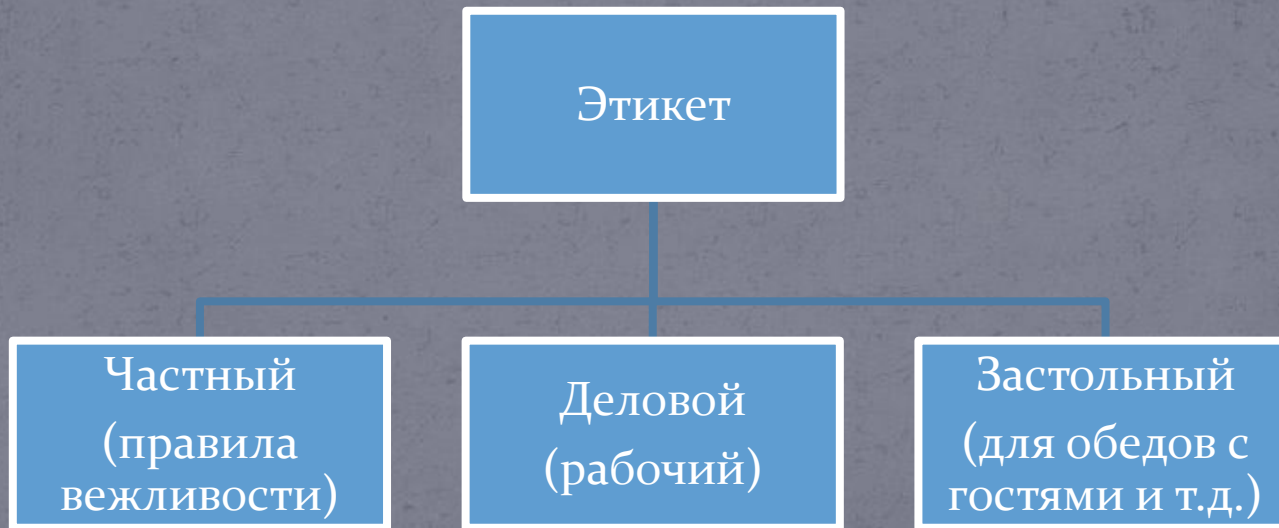 Этикет
Частный
(правила
вежливости)
Деловой
(рабочий)
Застольный
(для обедов с
гостями и т.д.)